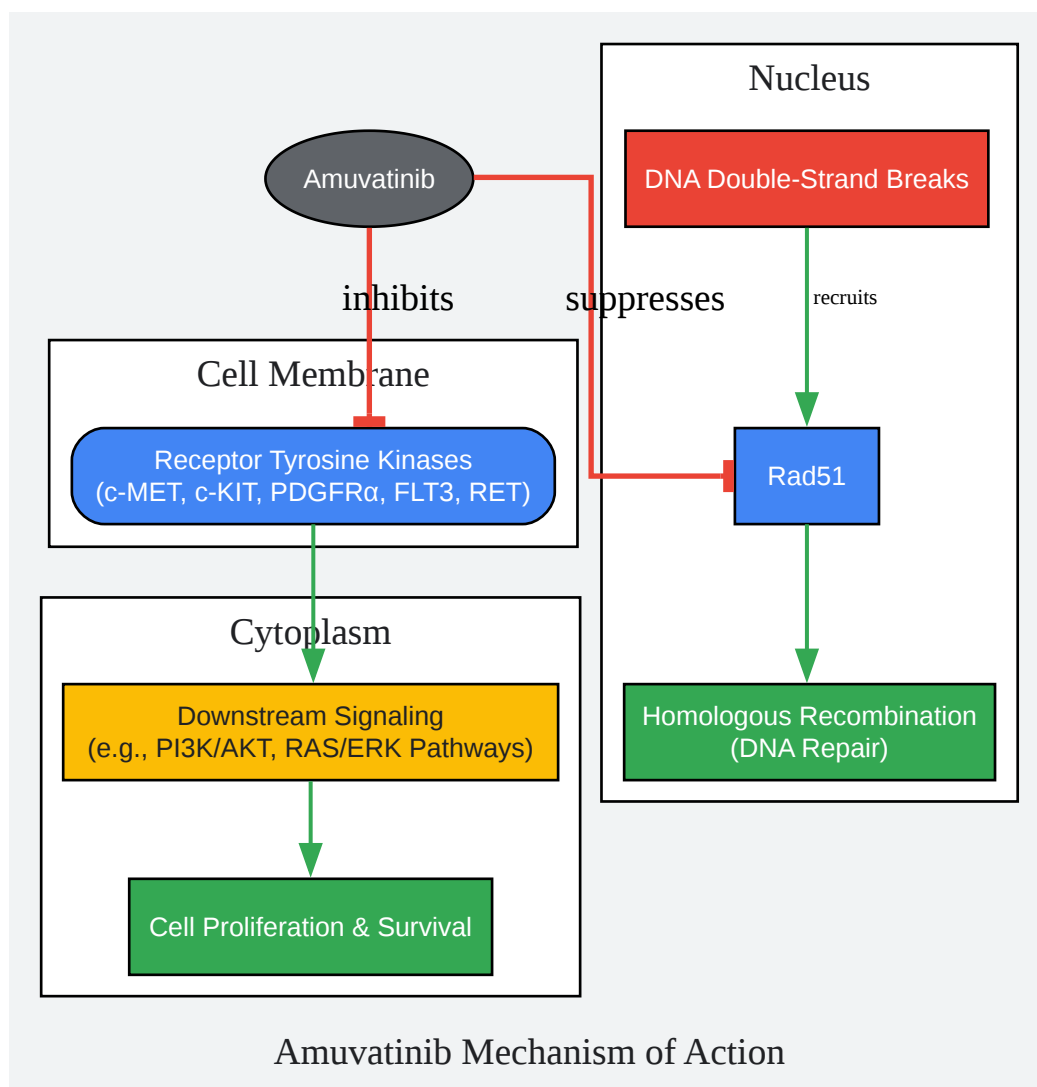 Nucleus
Amuvatinib
DNA Double-Strand Breaks
inhibits
suppresses
recruits
Cell Membrane
Receptor Tyrosine Kinases
(c-MET, c-KIT, PDGFRα, FLT3, RET)
Rad51
Cytoplasm
Downstream Signaling
(e.g., PI3K/AKT, RAS/ERK Pathways)
Homologous Recombination
(DNA Repair)
Cell Proliferation & Survival
Amuvatinib Mechanism of Action